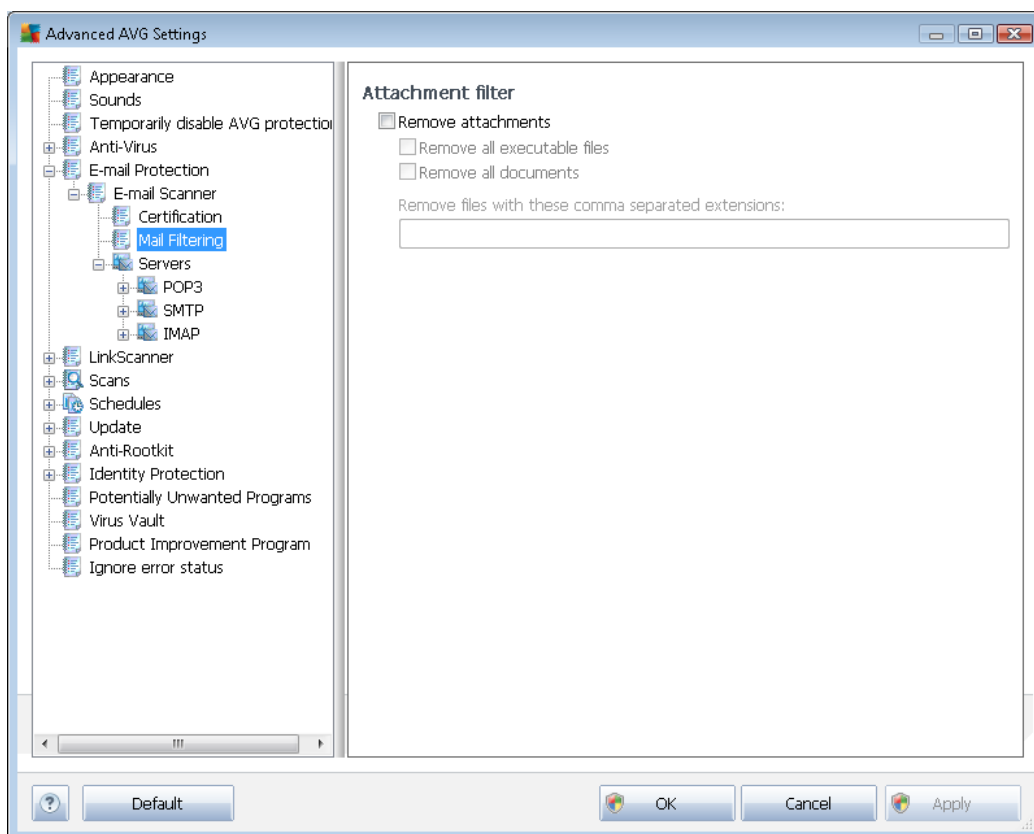 Advanced AVG Settings
Appearance
Sounds
Temporarily disable AVG protection
Anti-Virus
E-mail Protection
E-mail Scanner
Certification
Mail Filtering
Servers
POP3
SMTP
IMAP
LinkScanner
Scans
Schedules
Update
Anti-Rootkit
Identity Protection
Potentially Unwanted Programs
Virus Vault
Product Improvement Program
Ignore error status
Attachment filter
Remove attachments
Remove all executable files
Remove all documents
Remove files with these comma separated extensions:
?
Default
OK
Cancel
Apply